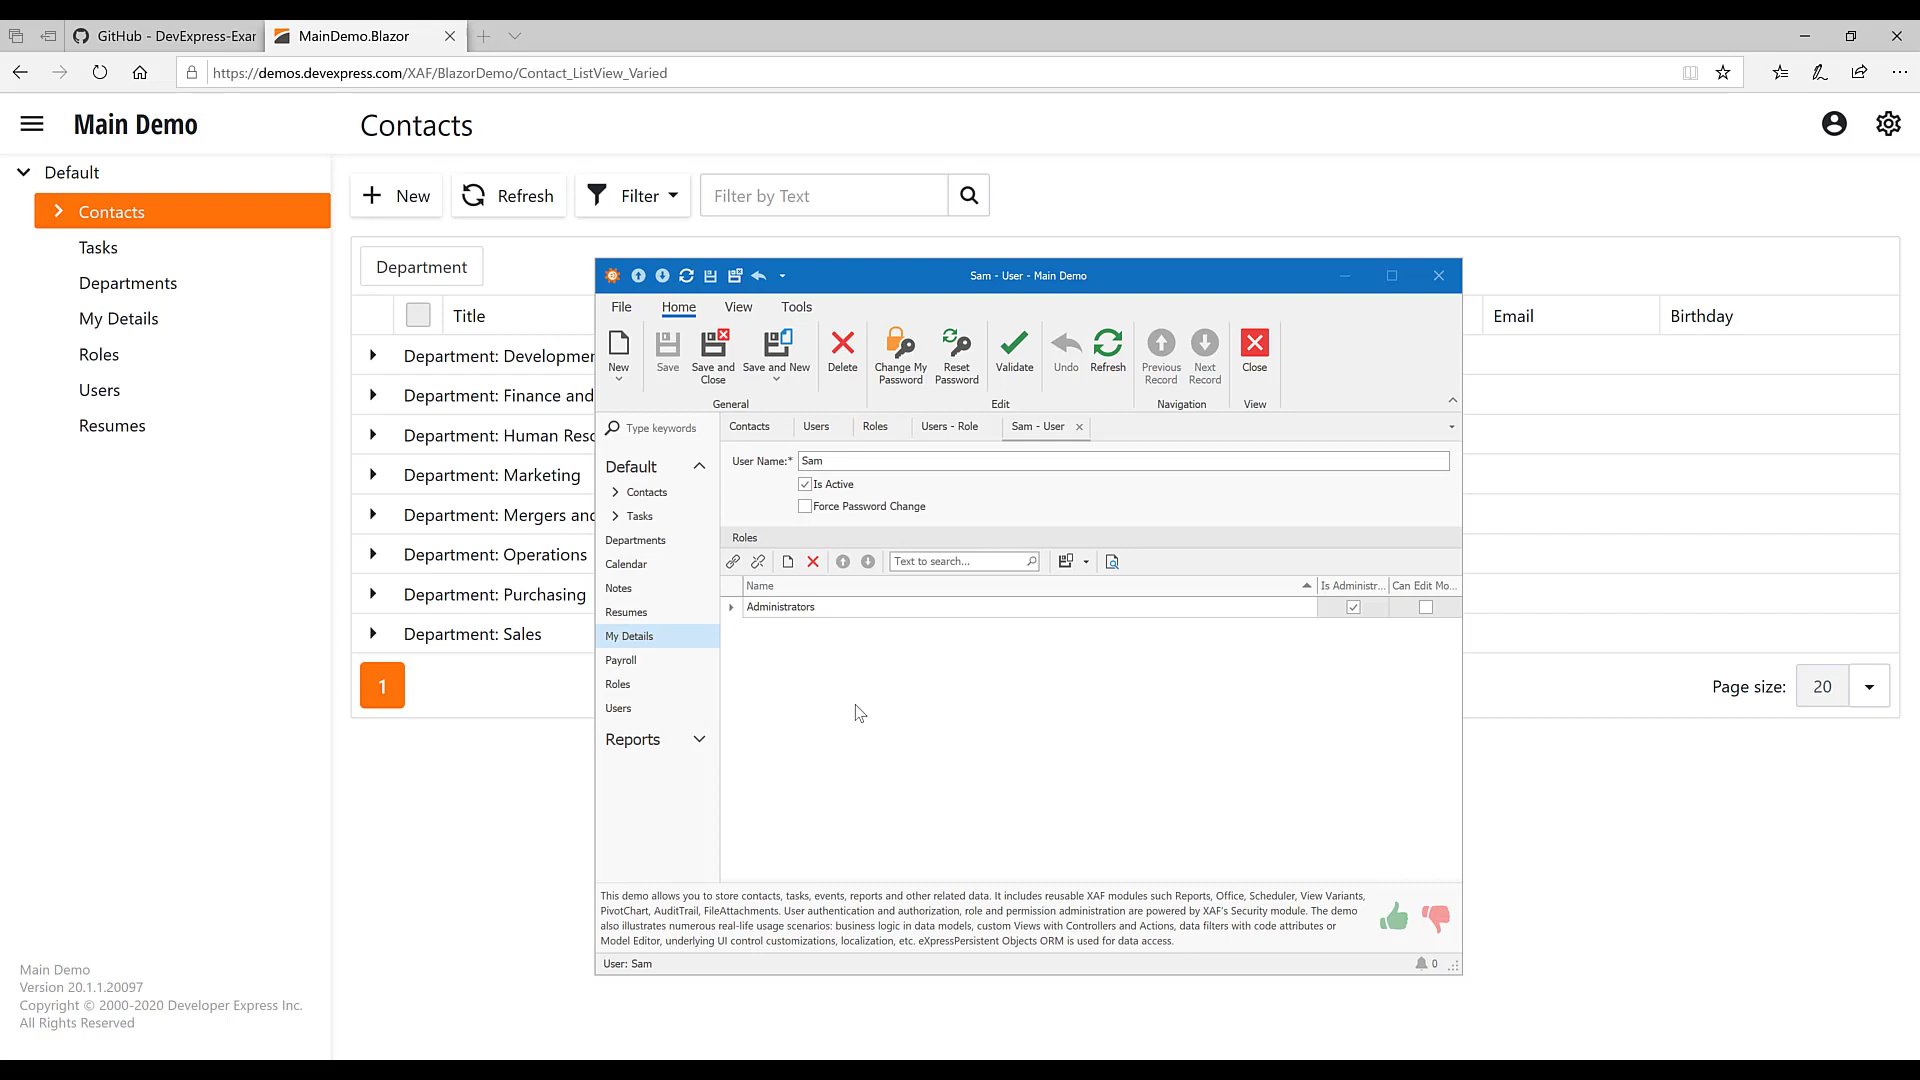 GitHub - DevExpress-Exar
MainDemo.Blazor
https://demos.devexpress.com/XAF/BlazorDemo/Contact_ListView_Varied
Main Demo
Contacts
Default
Contacts
Tasks
Departments
My Details
Roles
Users
Resumes
New
Refresh
Filter
Filter by Text
Department
Title
Email
Birthday
Department: Developmer
Department: Finance and
Department: Human Resc
Department: Marketing
Department: Mergers and
Department: Operations
Department: Purchasing
Department: Sales
1
Page size:
20
Sam - User - Main Demo
File
Home
View
Tools
New
Save
Save and Close
Save and New
Delete
Change My Password
Reset Password
Validate
Undo
Refresh
Previous Record
Next Record
Close
General
Edit
Navigation
View
Type keywords
Contacts
Users
Roles
Users - Role
Sam - User
Default
Contacts
Tasks
Departments
Calendar
Notes
Resumes
My Details
Payroll
Roles
Users
Reports
User Name:*
Sam
Is Active
Force Password Change
Roles
Text to search...
Name
Is Administr...
Can Edit Mo...
Administrators
This demo allows you to store contacts, tasks, events, reports and other related data. It includes reusable XAF modules such Reports, Office, Scheduler, View Variants,
PivotChart, AuditTrail, FileAttachments. User authentication and authorization, role and permission administration are powered by XAF's Security module. The demo
also illustrates numerous real-life usage scenarios: business logic in data models, custom Views with Controllers and Actions, data filters with code attributes or
Model Editor, underlying UI control customizations, localization, etc. eXpressPersistent Objects ORM is used for data access.
User: Sam
0
Main Demo
Version 20.1.1.20097
Copyright © 2000-2020 Developer Express Inc.
All Rights Reserved